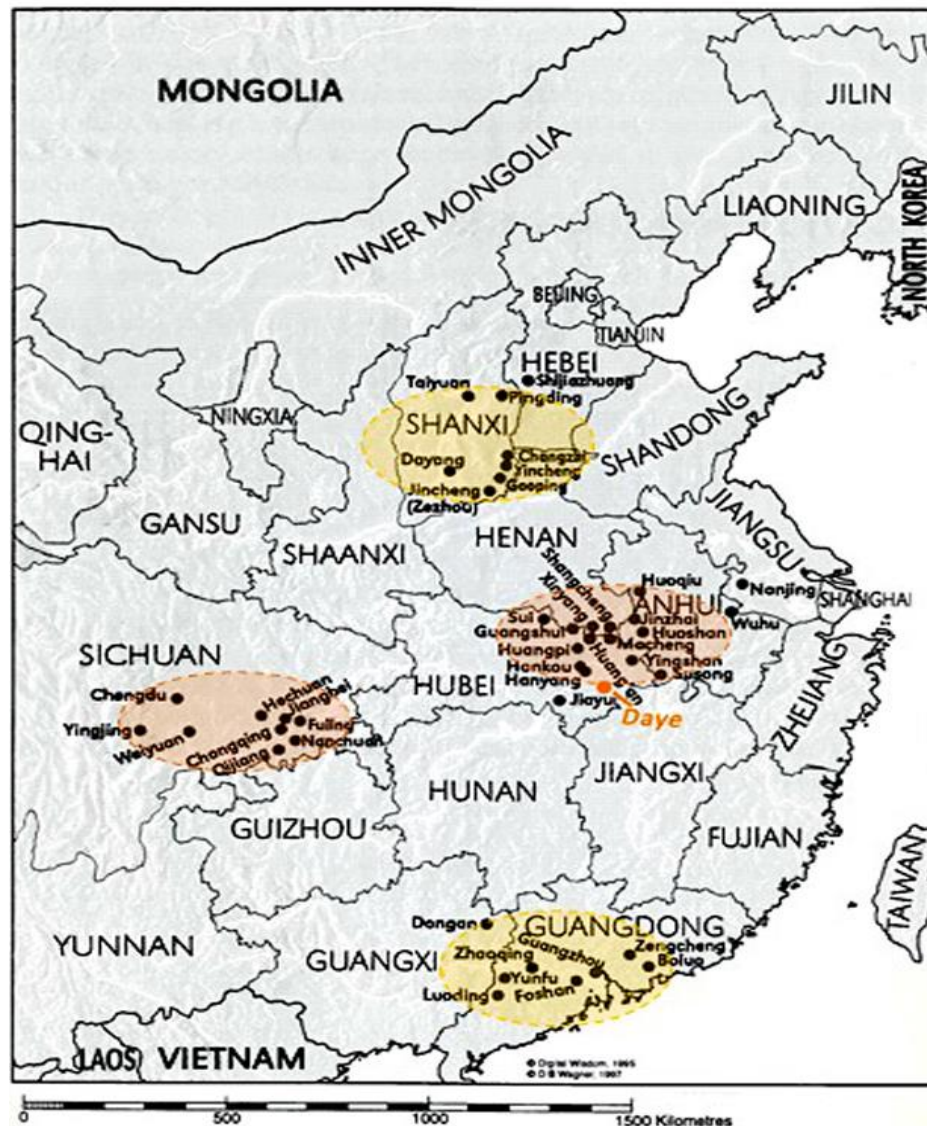 MONGOLIA
JILIN
INNER MONGOLIA
LIAONING
NORTH KOREA
BEIJING
TIANJIN
HEBEI
Taiyuan
Shijiazhuang
Pingding
NINGXIA
QING-
HAI
SHANXI
SHANDONG
Changzhi
Dayang
Yincheng
Gaoping
Jincheng
(Zezhou)
GANSU
SHAANXI
HENAN
JIANGSU
Shangcheng
Xinyang
Huoqiu
Nanjing
SHANGHAI
ANHUI
Wuhu
Sui
Jinzhai
Guangshui
Huoshan
Macheng
Huangpi
Huang'an
Yingshan
SICHUAN
Hankou
Susong
HUBEI
Hanyang
ZHEJIANG
Chengdu
Hechuan
Jiangbei
Jiayu
Daye
Yingjing
Fuling
Weiyuan
Chongqing
Nanchuan
Qijiang
JIANGXI
HUNAN
GUIZHOU
FUJIAN
TAIWAN
Dongan
GUANGDONG
YUNNAN
GUANGXI
Zhaoqing
Guangzhou
Zengcheng
Boluo
Yunfu
Luoding
Foshan
LAOS
VIETNAM
© Digital Wisdom, 1995
© D B Wagner, 1997
0 500 1000 1500 Kilometres